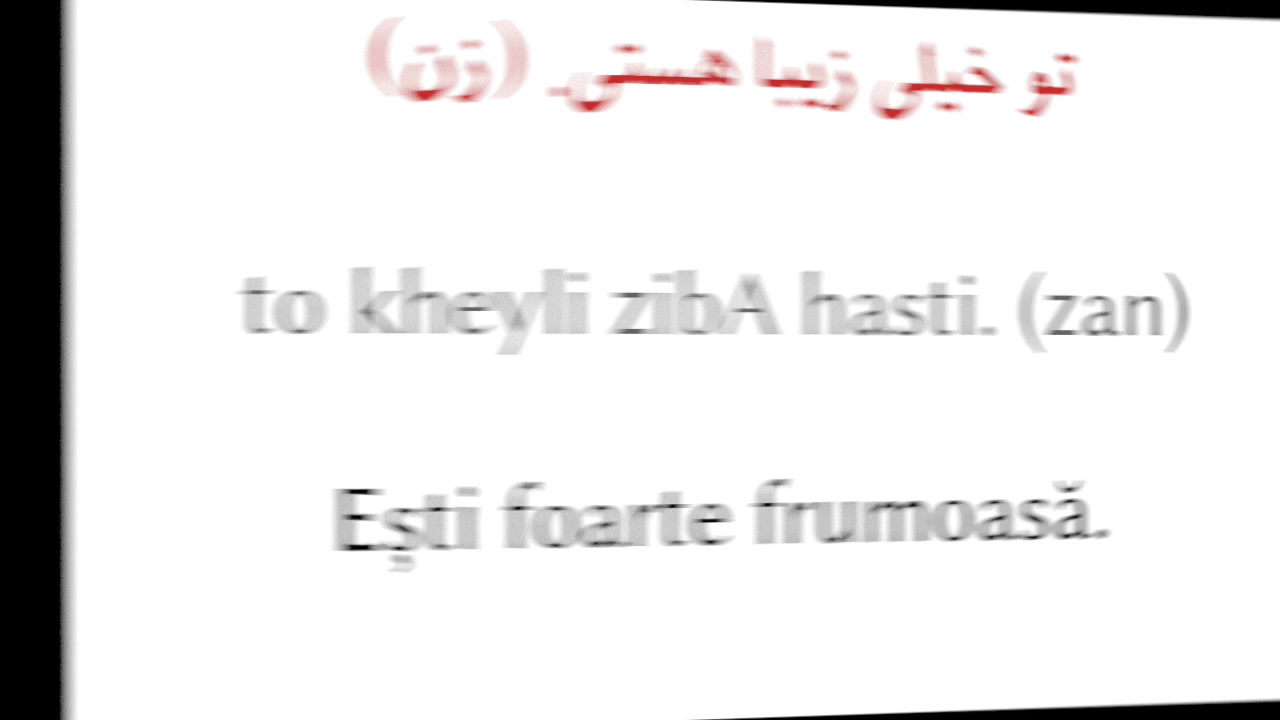 تو خیلی زیبا هستی. (زن)
to kheyli zibA hasti. (zan)
Ești foarte frumoasă.